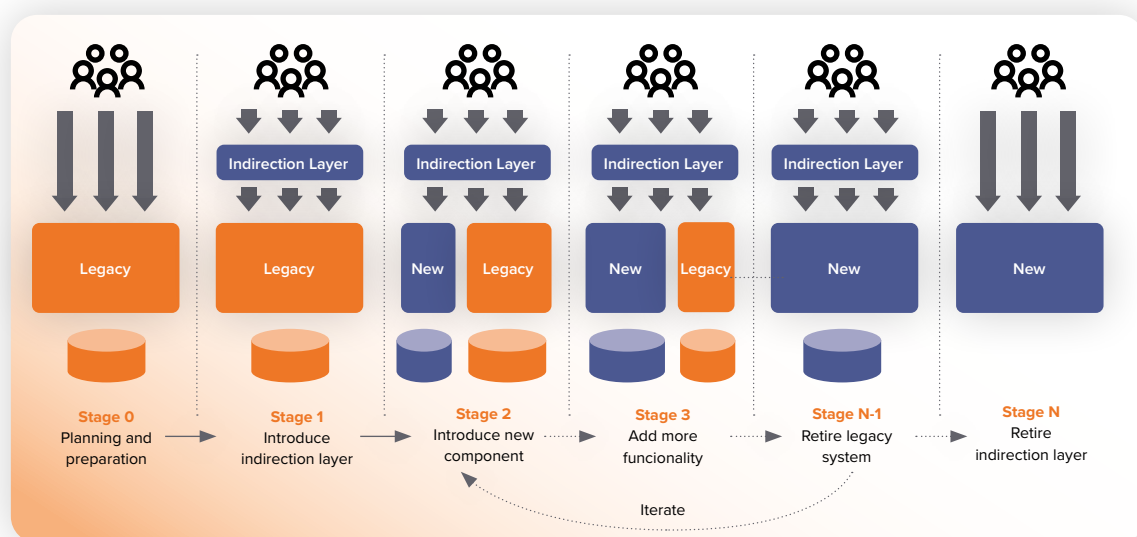 Indirection Layer
Indirection Layer
Indirection Layer
Indirection Layer
Legacy
Legacy
New
Legacy
New
Legacy
New
New
Stage 0
Planning and
preparation
Stage 1
Introduce
indirection layer
Stage 2
Introduce new
component
Stage 3
Add more
funcionality
Stage N-1
Retire legacy
system
Stage N
Retire
indirection layer
Iterate